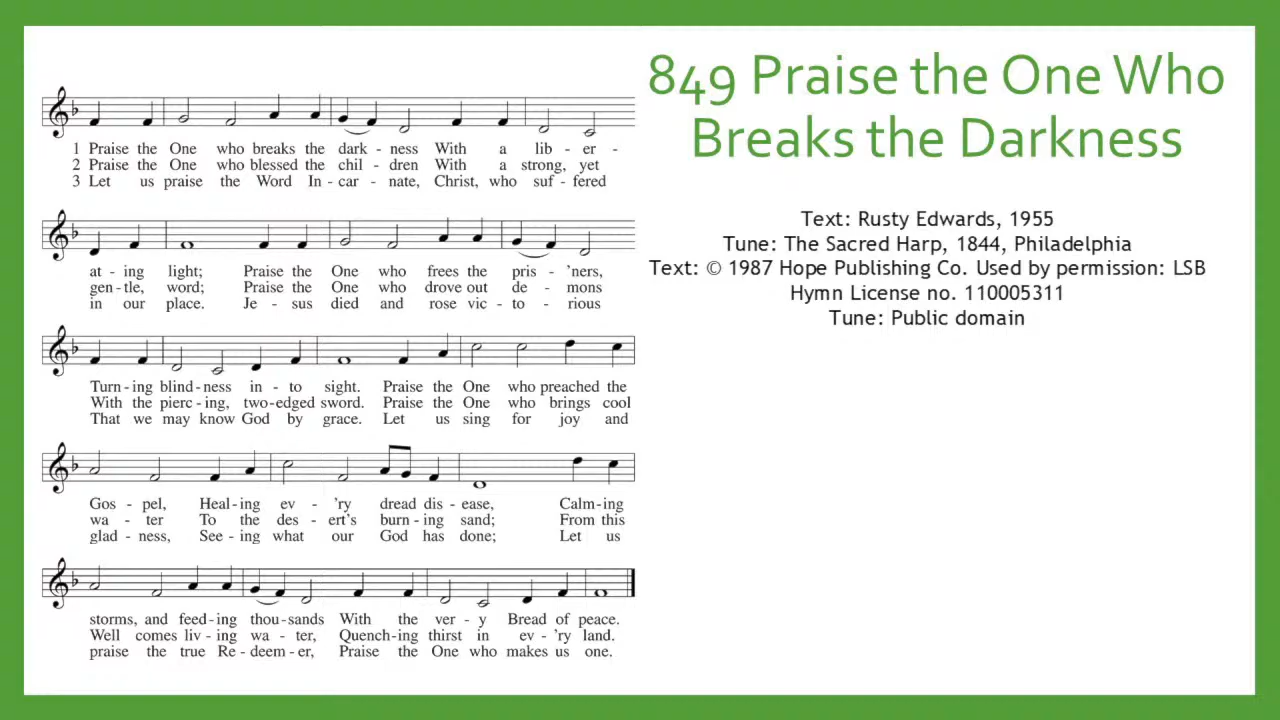 849 Praise the One Who
Breaks the Darkness
Text: Rusty Edwards, 1955
Tune: The Sacred Harp, 1844, Philadelphia
Text: © 1987 Hope Publishing Co. Used by permission: LSB
Hymn License no. 110005311
Tune: Public domain
1 Praise the One who breaks the dark - ness With a lib - er -
2 Praise the One who blessed the chil - dren With a strong, yet
3 Let us praise the Word In - car - nate, Christ, who suf - fered
at - ing light; Praise the One who frees the pris - 'ners,
gen - tle, word; Praise the One who drove out de - mons
in our place. Je - sus died and rose vic - to - rious
Turn - ing blind - ness in - to sight. Praise the One who preached the
With the pierc - ing, two-edged sword. Praise the One who brings cool
That we may know God by grace. Let us sing for joy and
Gos - pel, Heal - ing ev - 'ry dread dis - ease, Calm - ing
wa - ter To the des - ert's burn - ing sand; From this
glad - ness, See - ing what our God has done; Let us
storms, and feed - ing thou - sands With the ver - y Bread of peace.
Well comes liv - ing wa - ter, Quench - ing thirst in ev - 'ry land.
praise the true Re - deem - er, Praise the One who makes us one.